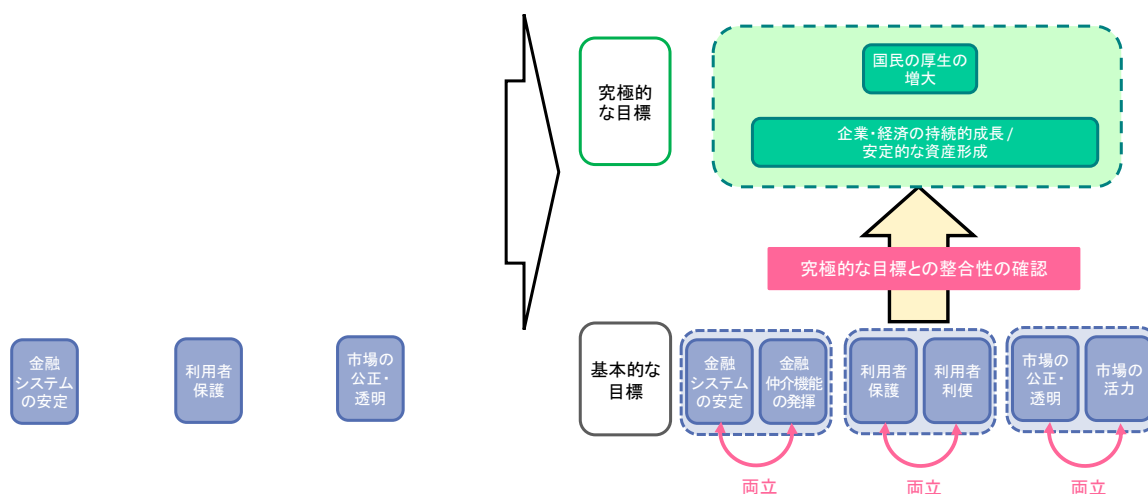 金融
システム
の安定
利用者
保護
市場の
公正・
透明
究極的
な目標
国民の厚生の
増大
企業・経済の持続的成長/
安定的な資産形成
究極的な目標との整合性の確認
基本的な
目標
金融
システム
の安定
金融
仲介機能
の発揮
利用者
保護
利用者
利便
市場の
公正・
透明
市場の
活力
両立
両立
両立